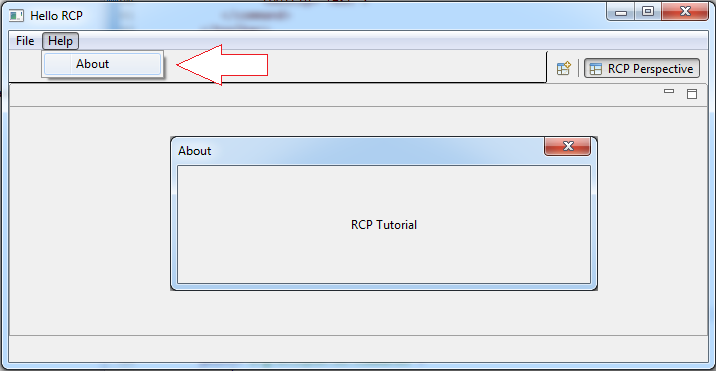 Hello RCP
File Help
About
RCP Perspective
About
RCP Tutorial